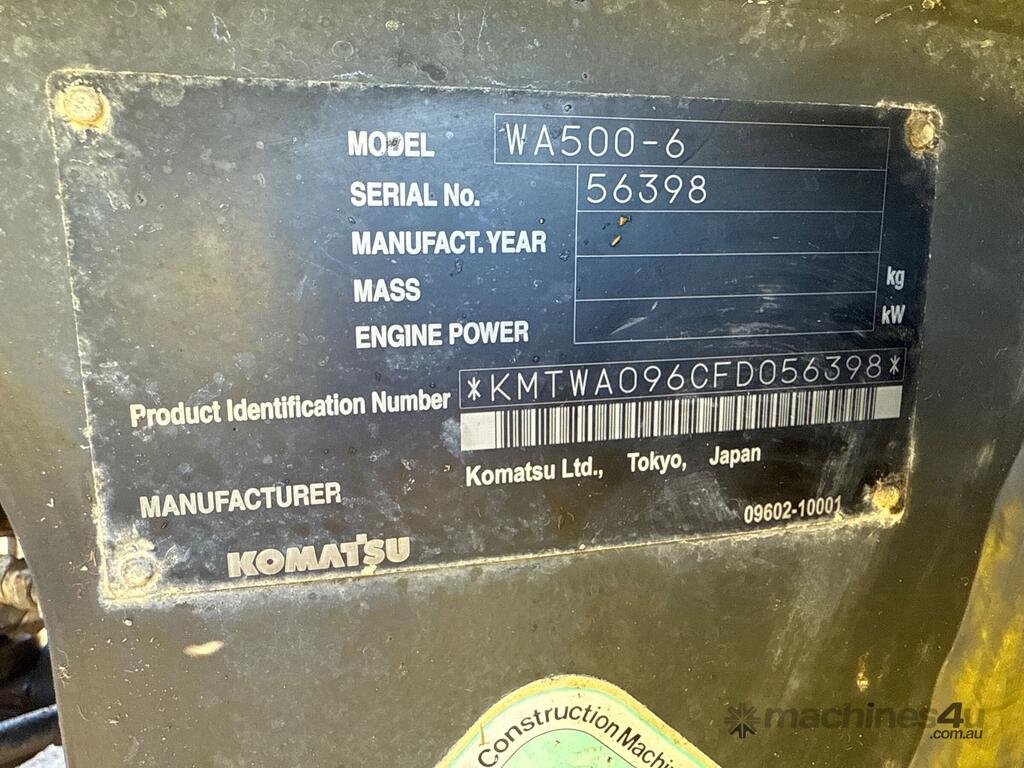 MODEL WA500-6
SERIAL No. 56398
MANUFACT. YEAR
MASS kg
ENGINE POWER kW
Product Identification Number *KMTWA096CFD056398*
MANUFACTURER Komatsu Ltd., Tokyo, Japan
09602-10001
KOMATSU
Construction Machi
machines4u
.com.au